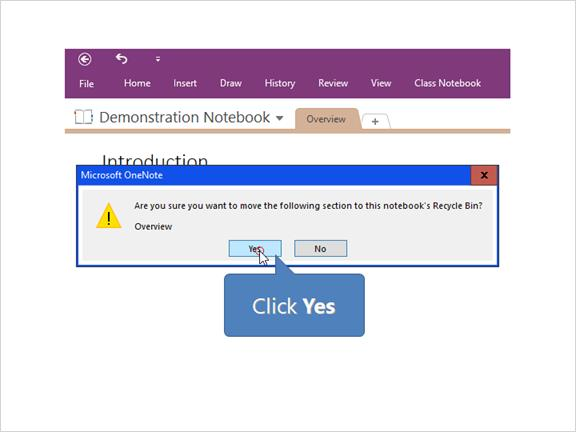 File Home Insert Draw History Review View Class Notebook
Demonstration Notebook Overview +
Introduction
Microsoft OneNote
Are you sure you want to move the following section to this notebook's Recycle Bin?
Overview
Yes No
Click Yes